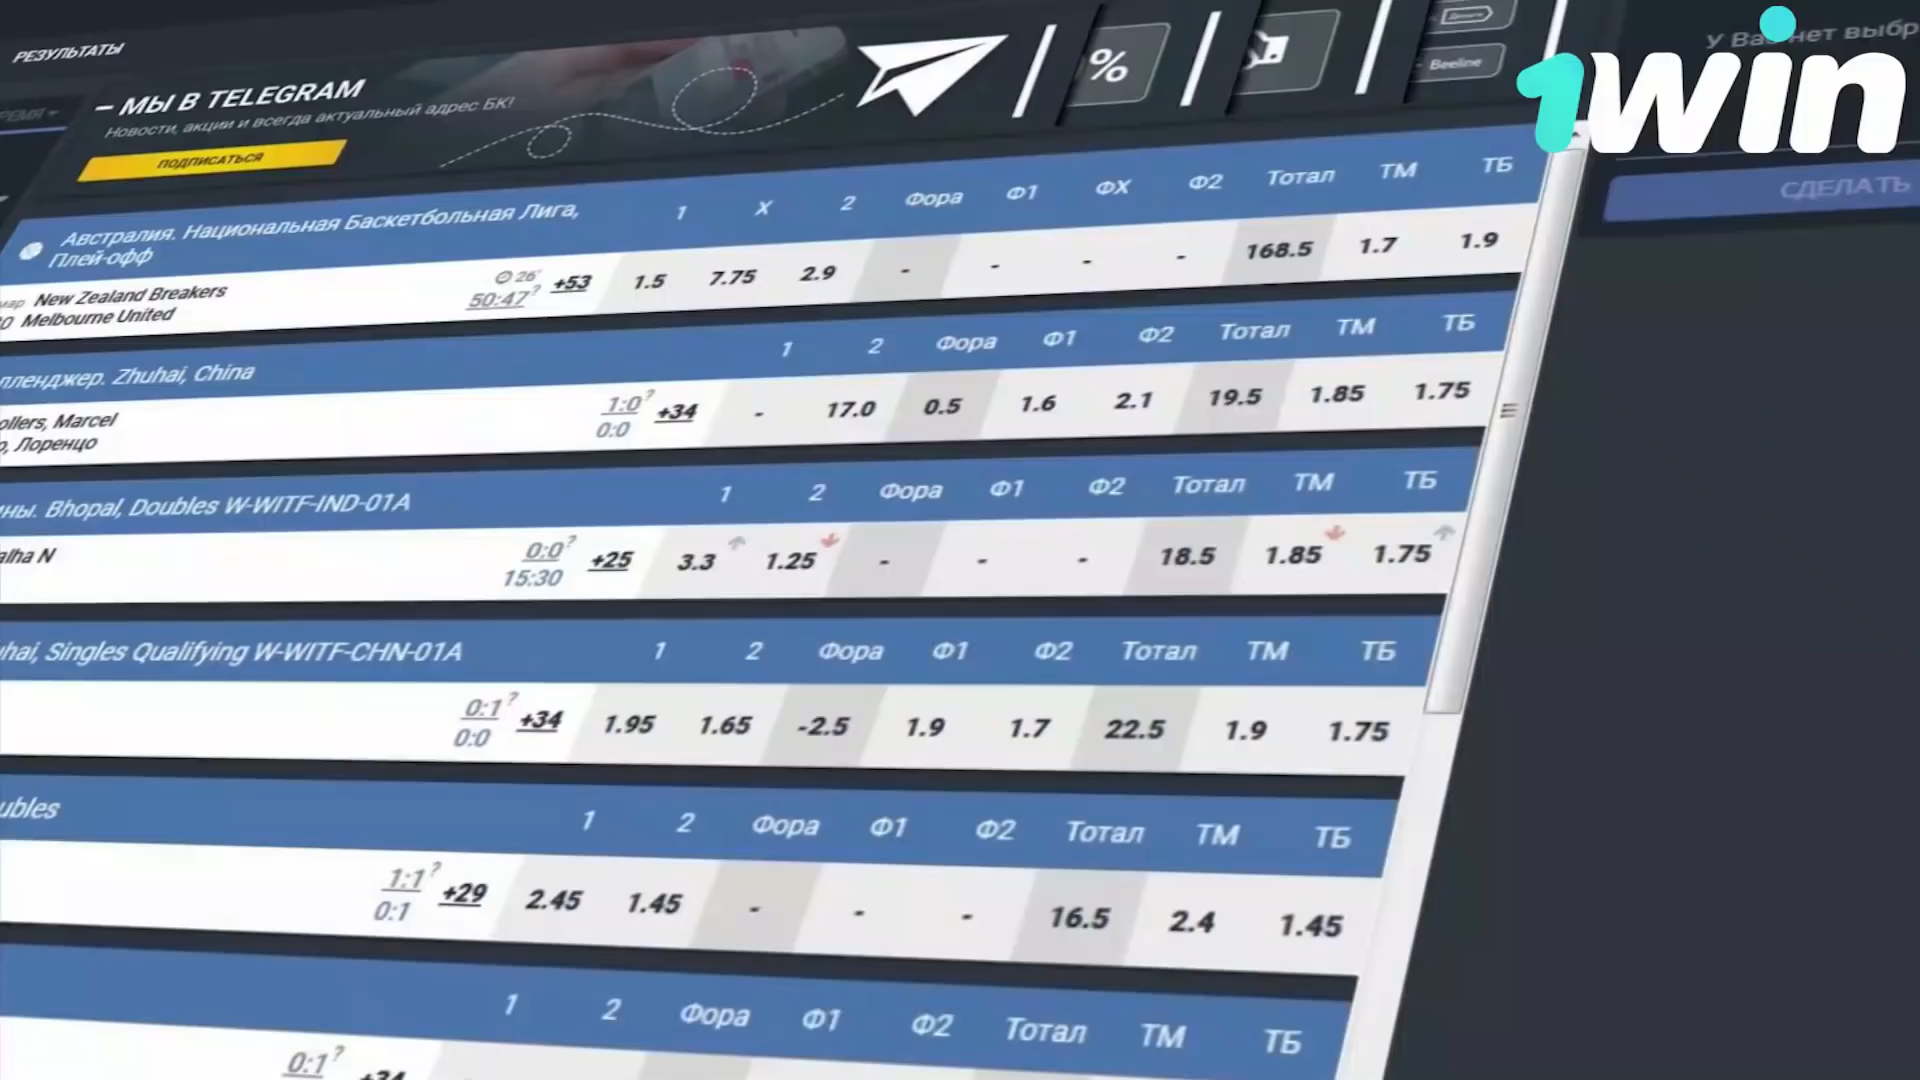 РЕЗУЛЬТАТЫ
– МЫ В TELEGRAM
Новости, акции и всегда актуальный адрес БК!
ПОДПИСАТЬСЯ
%
Beeline
1win
СДЕЛАТЬ
Австралия. Национальная Баскетбольная Лига, Плей-офф
1 X 2 Фора Ф1 ФХ Ф2 Тотал ТМ ТБ
New Zealand Breakers
Melbourne United
26' 50:47? +53 1.5 7.75 2.9 - - - - 168.5 1.7 1.9
Zhuhai, China 1 2 Фора Ф1 Ф2 Тотал ТМ ТБ
Marcel
Лоренцо
1:0? 0:0 +34 - 17.0 0.5 1.6 2.1 19.5 1.85 1.75
Bhopal, Doubles W-WITF-IND-01A 1 2 Фора Ф1 Ф2 Тотал ТМ ТБ
N 0:0? 15:30 +25 3.3 1.25 - - - 18.5 1.85 1.75
Singles Qualifying W-WITF-CHN-01A 1 2 Фора Ф1 Ф2 Тотал ТМ ТБ
0:1? 0:0 +34 1.95 1.65 -2.5 1.9 1.7 22.5 1.9 1.75
ubles 1 2 Фора Ф1 Ф2 Тотал ТМ ТБ
1:1? 0:1 +29 2.45 1.45 - - - 16.5 2.4 1.45
1 2 Фора Ф1 Ф2 Тотал ТМ ТБ
0:1? +34